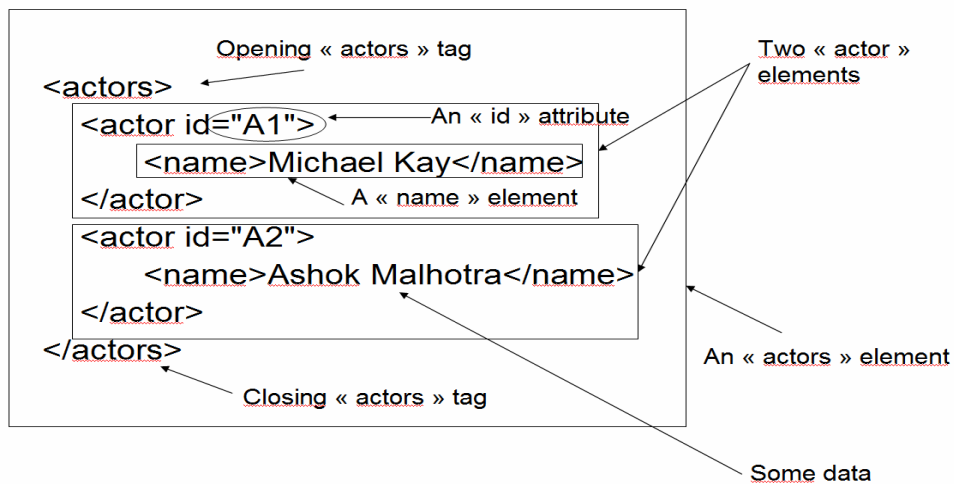 Opening « actors » tag
Two « actor »
elements
<actors>
<actor id="A1">
An « id » attribute
<name>Michael Kay</name>
</actor>
A « name » element
<actor id="A2">
<name>Ashok Malhotra</name>
</actor>
</actors>
An « actors » element
Closing « actors » tag
Some data